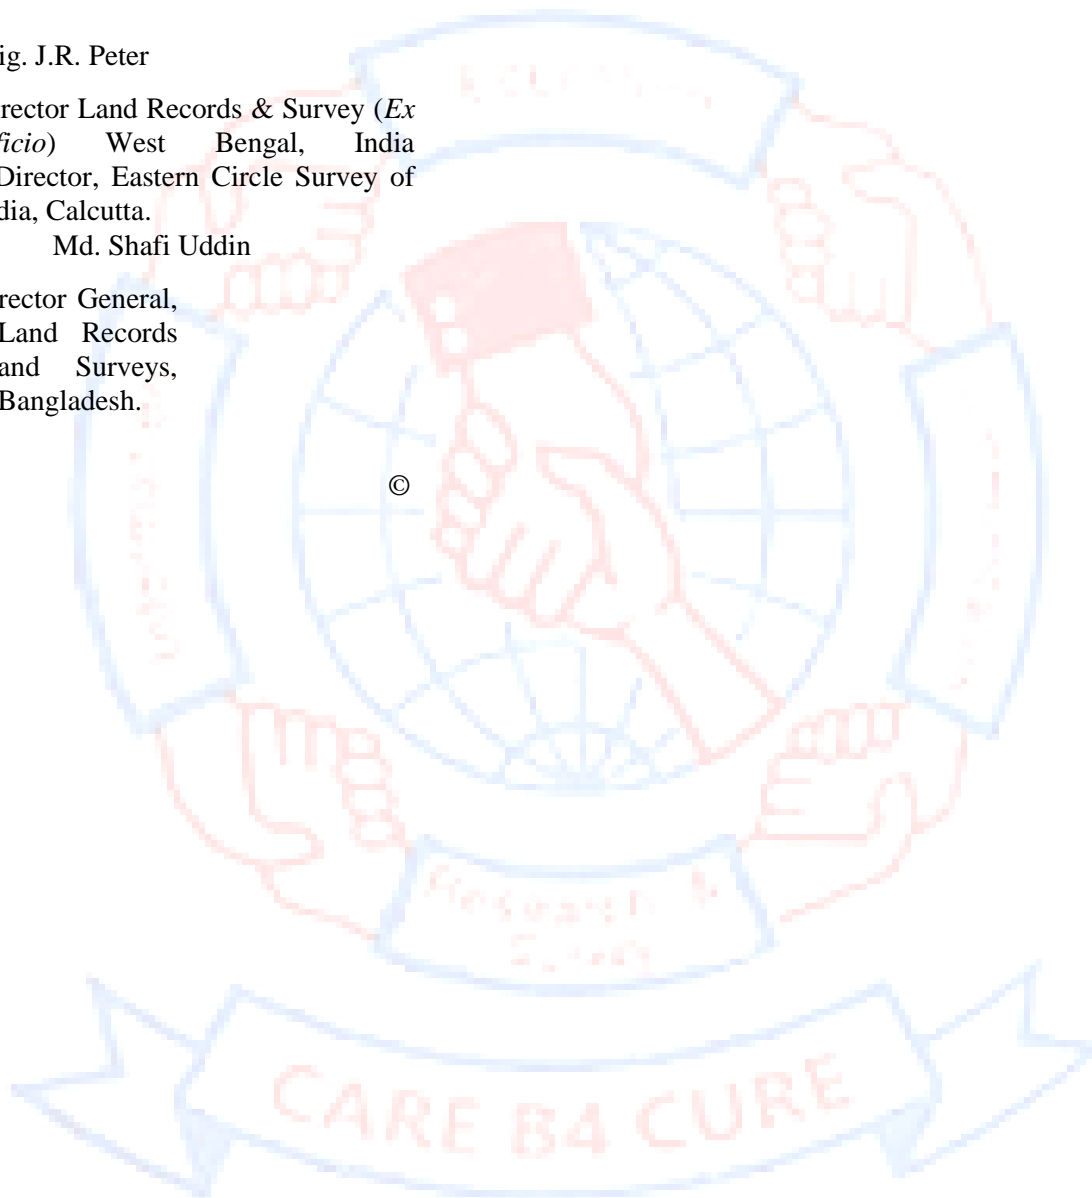 ig. J.R. Peter
rector Land Records & Survey (Ex
ficio) West Bengal, India
Director, Eastern Circle Survey of
dia, Calcutta.
Md. Shafi Uddin
rector General,
Land Records
and Surveys,
Bangladesh.
©
Research &
CARE B4 CURE